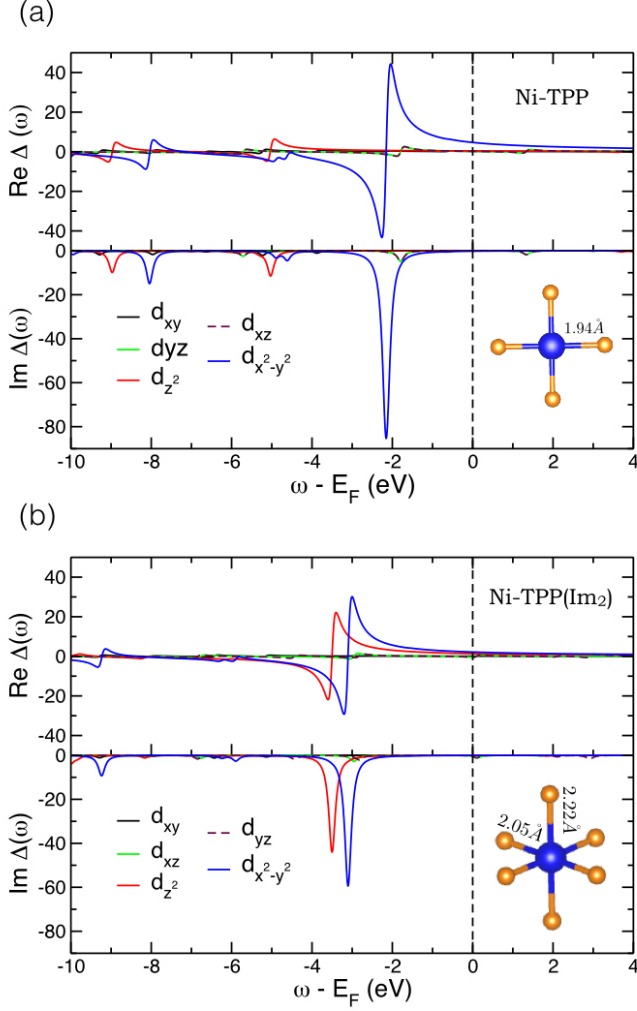 (a)
40
20
0
-20
-40
Re Δ (ω)
Ni-TPP
0
-20
-40
-60
-80
Im Δ(ω)
d_xy
dyz
d_z²
d_xz
d_x²-y²
1.94Å
-10 -8 -6 -4 -2 0 2 4
ω - E_F (eV)
(b)
40
20
0
-20
-40
Re Δ(ω)
Ni-TPP(Im₂)
0
-20
-40
-60
-80
Im Δ(ω)
d_xy
d_xz
d_z²
d_yz
d_x²-y²
2.05Å
2.22Å
-10 -8 -6 -4 -2 0 2 4
ω - E_F (eV)